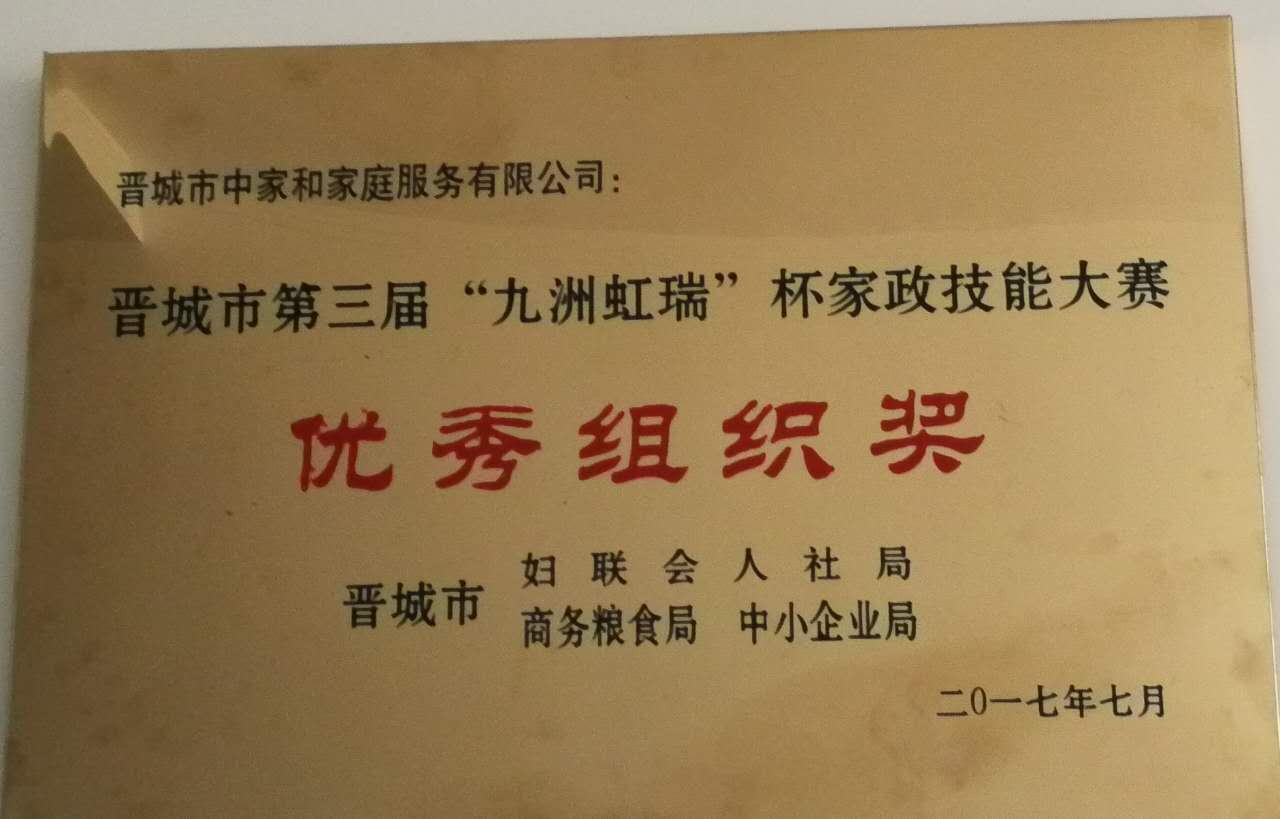 晋城市中家和家庭服务有限公司：
晋城市第三届“九洲虹瑞”杯家政技能大赛
优秀组织奖
晋城市 妇联会 人社局
商务粮食局 中小企业局
二〇一七年七月